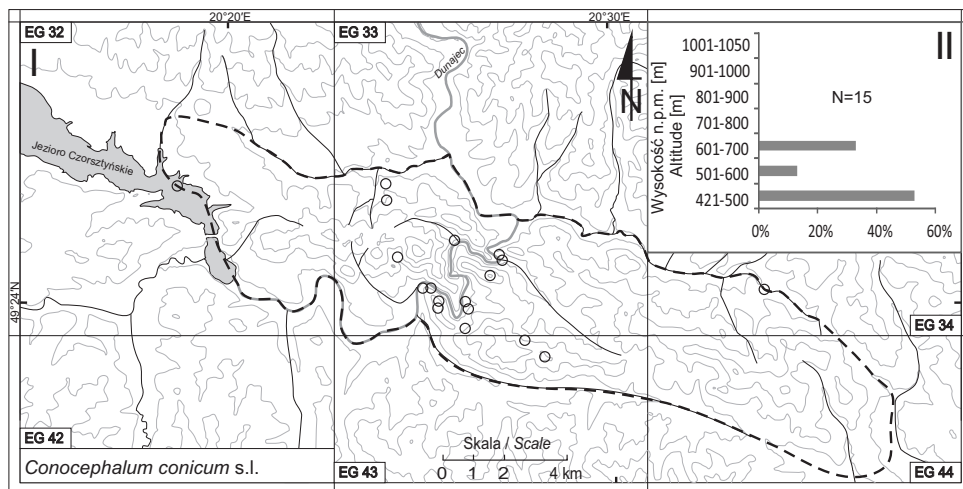 20°20′E
20°30′E
EG 32
EG 33
I
II
Dunajec
N
Jezioro Czorsztyńskie
49°24′N
Wysokość n.p.m. [m]
Altitude [m]
1001-1050
901-1000
801-900
701-800
601-700
501-600
421-500
N=15
0%
20%
40%
60%
EG 34
EG 42
Skala / Scale
0 1 2 4 km
Conocephalum conicum s.l.
EG 43
EG 44